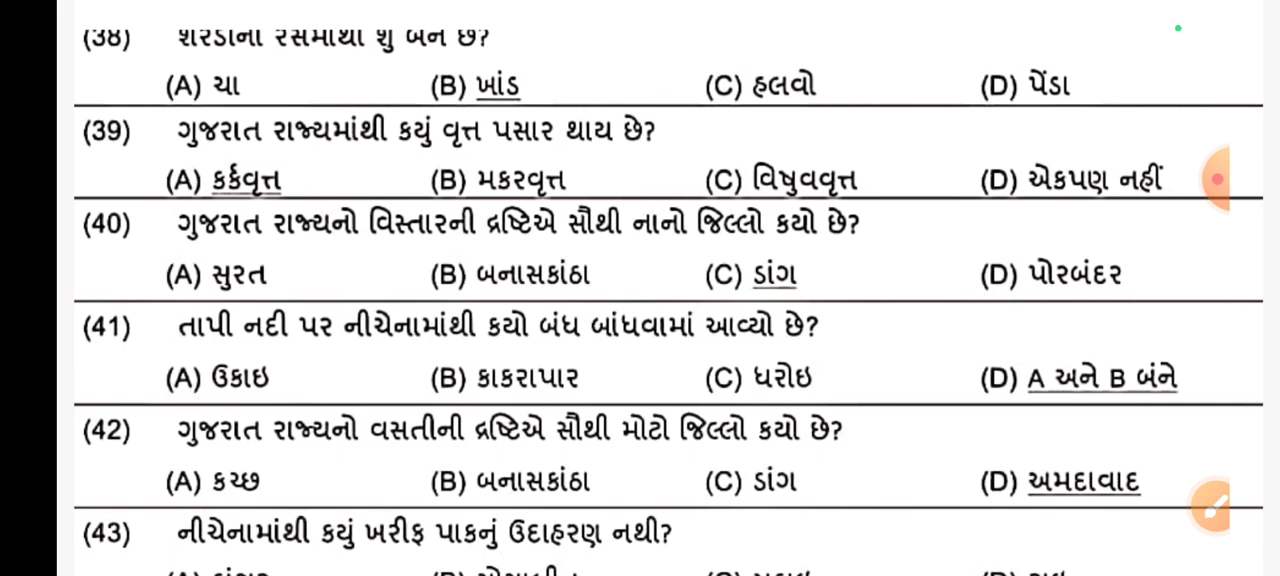 (38) શેરડીના રસમાંથી શું બને છે?
(A) ચા (B) ખાંડ (C) હલવો (D) પેંડા
(39) ગુજરાત રાજ્યમાંથી કયું વૃત્ત પસાર થાય છે?
(A) કર્કવૃત્ત (B) મકરવૃત્ત (C) વિષુવવૃત્ત (D) એકપણ નહીં
(40) ગુજરાત રાજ્યનો વિસ્તારની દ્રષ્ટિએ સૌથી નાનો જિલ્લો કયો છે?
(A) સુરત (B) બનાસકાંઠા (C) ડાંગ (D) પોરબંદર
(41) તાપી નદી પર નીચેનામાંથી કયો બંધ બાંધવામાં આવ્યો છે?
(A) ઉકાઇ (B) કાકરાપાર (C) ધરોઇ (D) A અને B બંને
(42) ગુજરાત રાજ્યનો વસતીની દ્રષ્ટિએ સૌથી મોટો જિલ્લો કયો છે?
(A) કચ્છ (B) બનાસકાંઠા (C) ડાંગ (D) અમદાવાદ
(43) નીચેનામાંથી કયું ખરીફ પાકનું ઉદાહરણ નથી?